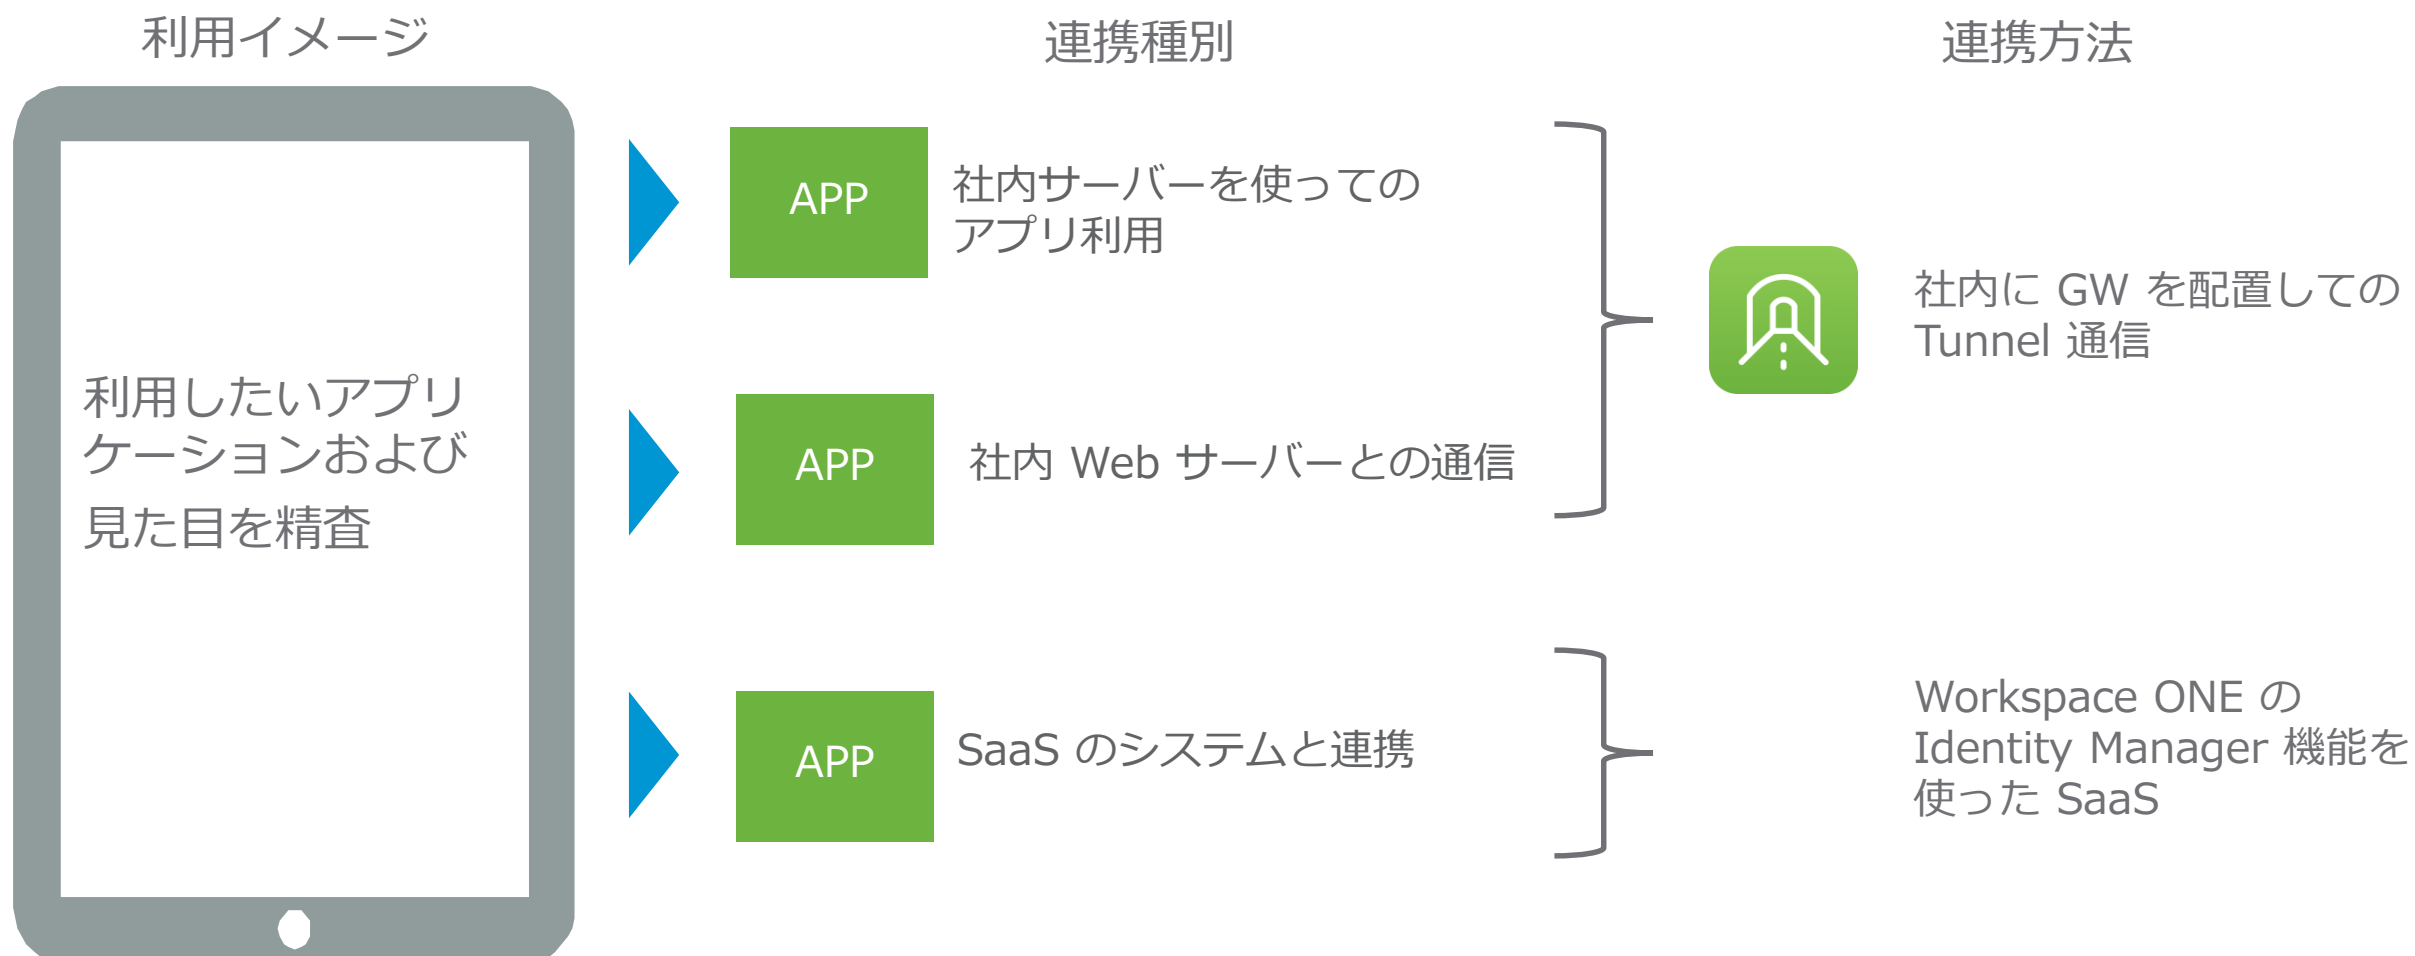 利用イメージ
連携種別
連携方法
利用したいアプリ
ケーションおよび
見た目を精査
APP
社内サーバーを使っての
アプリ利用
APP
社内 Web サーバーとの通信
社内に GW を配置しての
Tunnel 通信
APP
SaaS のシステムと連携
Workspace ONE の
Identity Manager 機能を
使った SaaS